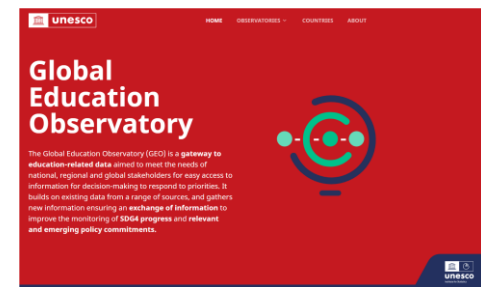 unesco
HOME OBSERVATORIES COUNTRIES ABOUT
Global
Education
Observatory
The Global Education Observatory (GEO) is a gateway to
education-related data aimed to meet the needs of
national, regional and global stakeholders for easy access to
information for decision-making to respond to priorities. It
builds on existing data from a range of sources, and gathers
new information ensuring an exchange of information to
improve the monitoring of SDG4 progress and relevant
and emerging policy commitments.
unesco